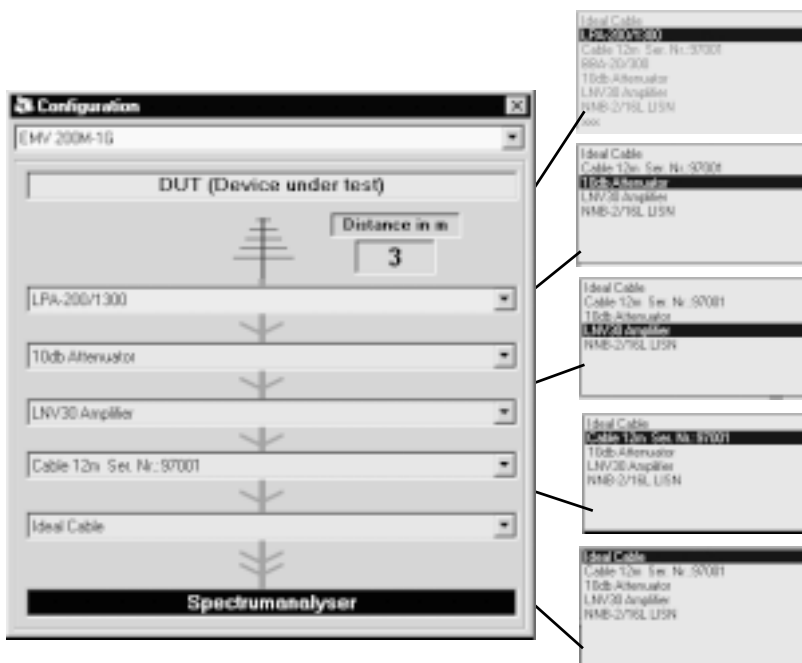 Configuration
EMV 200M-1G
DUT (Device under test)
Distance in m
3
LPA-200/1300
10db Attenuator
LNV30 Amplifier
Cable 12m Ser. Nr.:97001
Ideal Cable
Spectrumanalyser
Ideal Cable
LPA-200/1300
Cable 12m Ser. Nr.:97001
BBA-20/300
10db Attenuator
LNV30 Amplifier
NNB-2/16L LISN
Ideal Cable
Cable 12m Ser. Nr.:97001
10db Attenuator
LNV30 Amplifier
NNB-2/16L LISN
Ideal Cable
Cable 12m Ser. Nr.:97001
10db Attenuator
LNV30 Amplifier
NNB-2/16L LISN
Ideal Cable
Cable 12m Ser. Nr.:97001
10db Attenuator
LNV30 Amplifier
NNB-2/16L LISN
Ideal Cable
Cable 12m Ser. Nr.:97001
10db Attenuator
LNV30 Amplifier
NNB-2/16L LISN